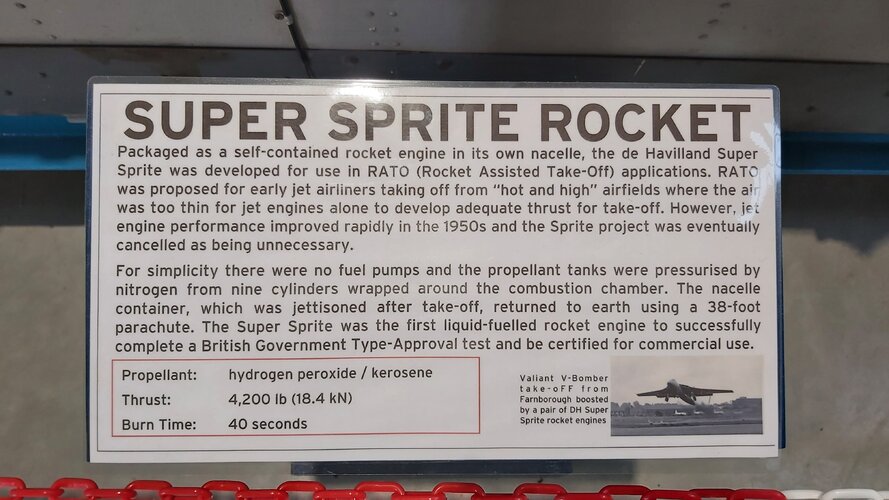 SUPER SPRITE ROCKET
Packaged as a self-contained rocket engine in its own nacelle, the de Havilland Super
Sprite was developed for use in RATO (Rocket Assisted Take-Off) applications. RATO
was proposed for early jet airliners taking off from “hot and high” airfields where the air
was too thin for jet engines alone to develop adequate thrust for take-off. However, jet
engine performance improved rapidly in the 1950s and the Sprite project was eventually
cancelled as being unnecessary.
For simplicity there were no fuel pumps and the propellant tanks were pressurised by
nitrogen from nine cylinders wrapped around the combustion chamber. The nacelle
container, which was jettisoned after take-off, returned to earth using a 38-foot
parachute. The Super Sprite was the first liquid-fuelled rocket engine to successfully
complete a British Government Type-Approval test and be certified for commercial use.
Propellant: hydrogen peroxide / kerosene
Thrust: 4,200 lb (18.4 kN)
Burn Time: 40 seconds
Valiant V-Bomber
take-oFF from
Farnborough boosted
by a pair of DH Super
Sprite rocket engines